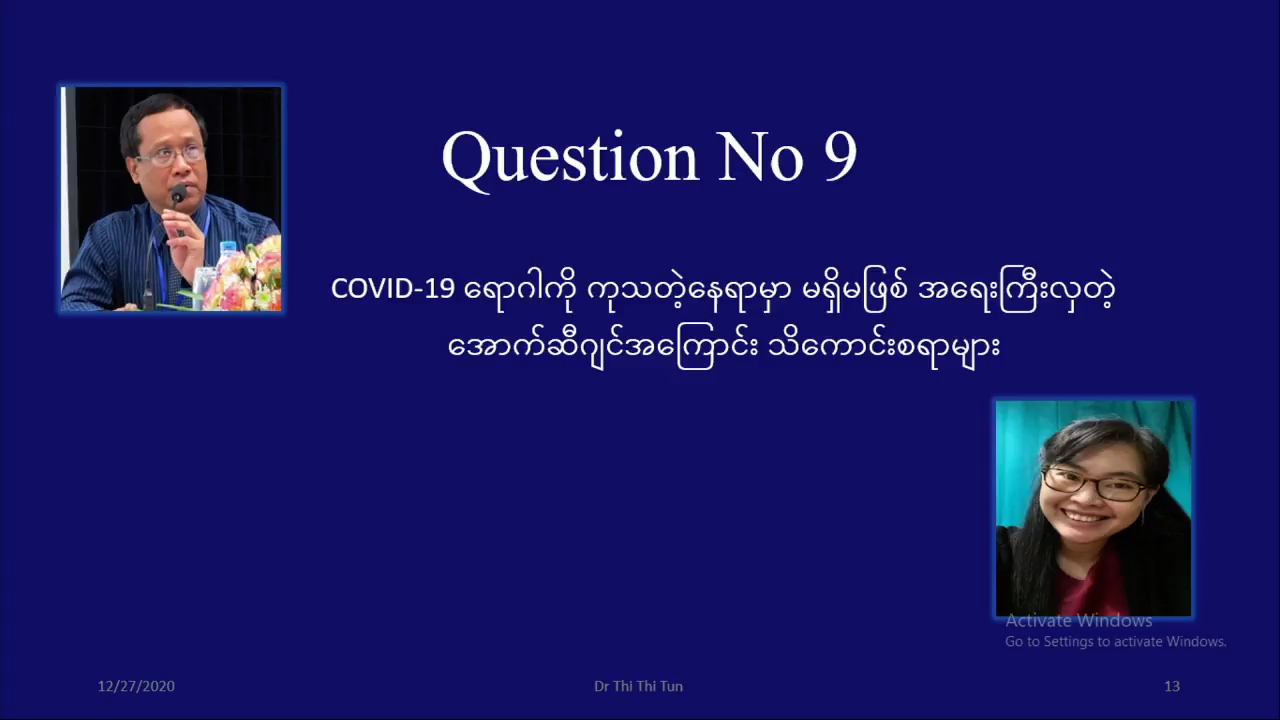 Question No 9
COVID-19 ရောဂါကို ကုသတဲ့နေရာမှာ မရှိမဖြစ် အရေးကြီးလှတဲ့
အောက်ဆီဂျင်အကြောင်း သိကောင်းစရာများ
Activate Windows
Go to Settings to activate Windows.
12/27/2020
Dr Thi Thi Tun
13